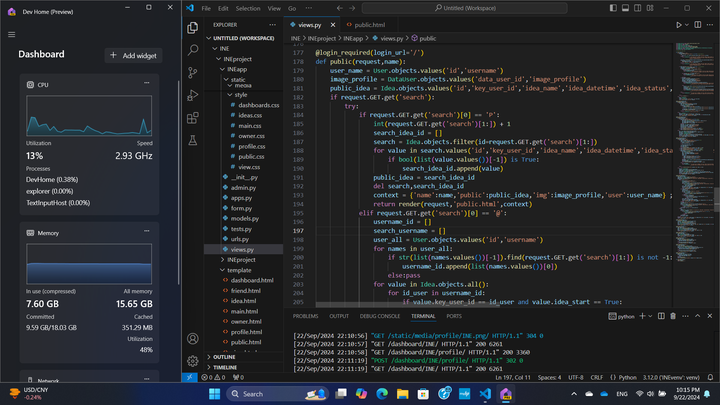 Dev Home (Preview)
Dashboard
+ Add widget
CPU
Utilization Speed
13% 2.93 GHz
Processes
DevHome (0.38%)
explorer (0.00%)
TextInputHost (0.00%)
Memory
In use (compressed) All memory
7.60 GB 15.65 GB
Committed Cached
9.59 GB/18.03 GB 351.29 MB
Utilization
48%
Network
File Edit Selection View Go ...
Untitled (Workspace)
EXPLORER
UNTITLED (WORKSPACE)
INE
INEproject
INEapp
static
media
style
# dashboards.css
# ideas.css
# main.css
# owner.css
# profile.css
# public.css
# view.css
__init__.py
admin.py
apps.py
form.py
models.py
tests.py
urls.py
views.py
INEproject
template
<> dashboard.html
<> friend.html
<> idea.html
<> main.html
<> owner.html
<> profile.html
<> public.html
OUTLINE
TIMELINE
views.py
public.html
INE > INEproject > INEapp > views.py > public
176
177 @login_required(login_url='/')
178 def public(request,name):
179 user_name = User.objects.values('id','username')
180 image_profile = DataUser.objects.values('data_user_id','image_profile')
181 public_idea = Idea.objects.values('id','key_user_id','idea_name','idea_datetime','idea_status',
182 if request.GET.get('search'):
183 try:
184 if request.GET.get('search')[0] == 'P':
185 int(request.GET.get('search')[1:]) + 1
186 search_idea_id = []
187 search = Idea.objects.filter(id=request.GET.get('search')[1:])
188 for value in search.values('id','key_user_id','idea_name','idea_datetime','idea_sta
189 if bool(list(value.values())[-1]) is True:
190 search_idea_id.append(value)
191 public_idea = search_idea_id
192 del search,search_idea_id
193 context = {'name':name,'public':public_idea,'img':image_profile,'user':user_name} ;
194 return render(request,'public.html',context)
195 elif request.GET.get('search')[0] == '@':
196 username_id = []
197 search_username = []
198 user_all = User.objects.values('id','username')
199 for names in user_all:
200 if str(list(names.values())[-1]).find(request.GET.get('search')[1:]) is not -1:
201 username_id.append(list(names.values())[0])
202 else:pass
203 for value in Idea.objects.all():
204 for id_user in username_id:
205 if value.key_user_id == id_user and value.idea_start == True:
PROBLEMS OUTPUT DEBUG CONSOLE TERMINAL PORTS
python
[22/Sep/2024 22:10:56] "GET /static/media/profile/INE.png/ HTTP/1.1" 304 0
[22/Sep/2024 22:10:57] "GET /dashboard/INE/ HTTP/1.1" 200 6261
[22/Sep/2024 22:10:58] "GET /dashboard/INE/profile/ HTTP/1.1" 200 3360
[22/Sep/2024 22:11:19] "POST /dashboard/INE/profile/ HTTP/1.1" 302 0
[22/Sep/2024 22:11:19] "GET /dashboard/INE/ HTTP/1.1" 200 6261
0 0 0
Ln 197, Col 11 Spaces: 4 UTF-8 CRLF Python 3.12.0 ('INEvenv': venv)
USD/CNY
-0.24%
Search
ENG
10:15 PM
9/22/2024